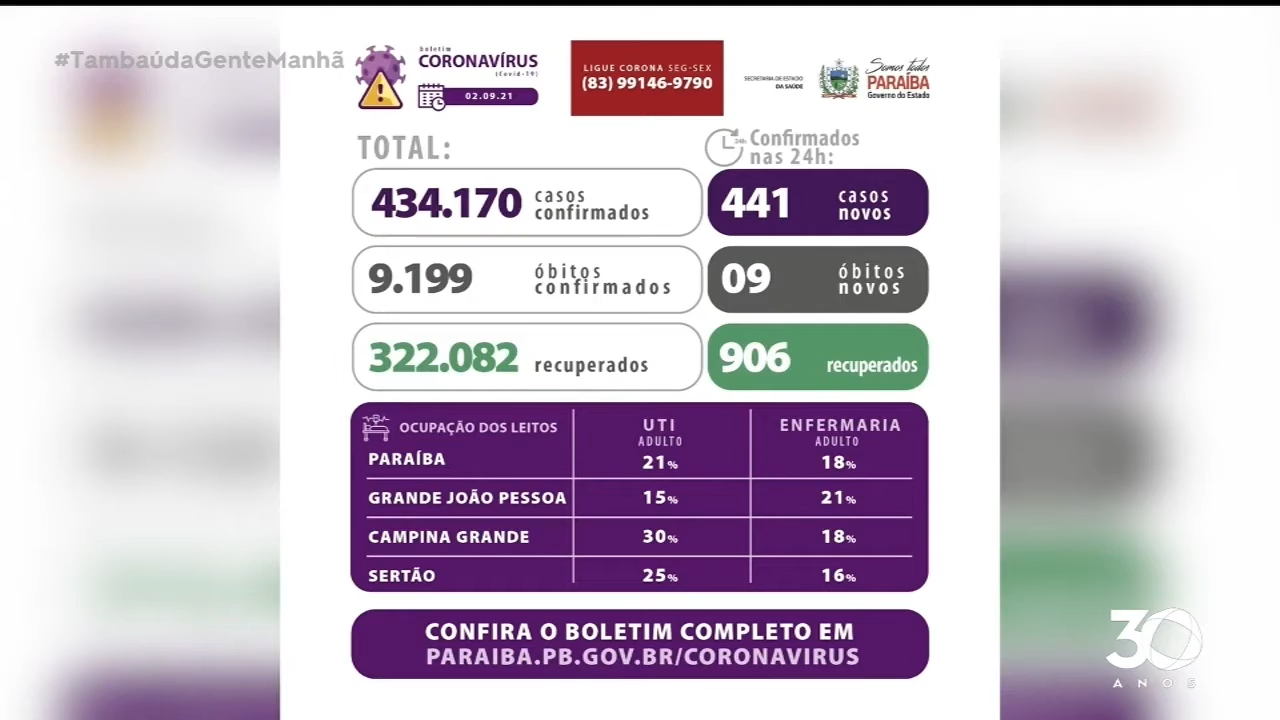 #TambaúdaGenteManhã
boletim
CORONAVÍRUS
(Covid-19)
02.09.21
LIGUE CORONA SEG-SEX
(83) 99146-9790
SECRETARIA DE ESTADO
DA SAÚDE
Somos todos
PARAÍBA
Governo do Estado
TOTAL:
24h
Confirmados
nas 24h:
434.170 casos
confirmados
441 casos
novos
9.199 óbitos
confirmados
09 óbitos
novos
322.082 recuperados
906 recuperados
OCUPAÇÃO DOS LEITOS
UTI
ADULTO
ENFERMARIA
ADULTO
PARAÍBA 21% 18%
GRANDE JOÃO PESSOA 15% 21%
CAMPINA GRANDE 30% 18%
SERTÃO 25% 16%
CONFIRA O BOLETIM COMPLETO EM
PARAIBA.PB.GOV.BR/CORONAVIRUS
30
ANOS